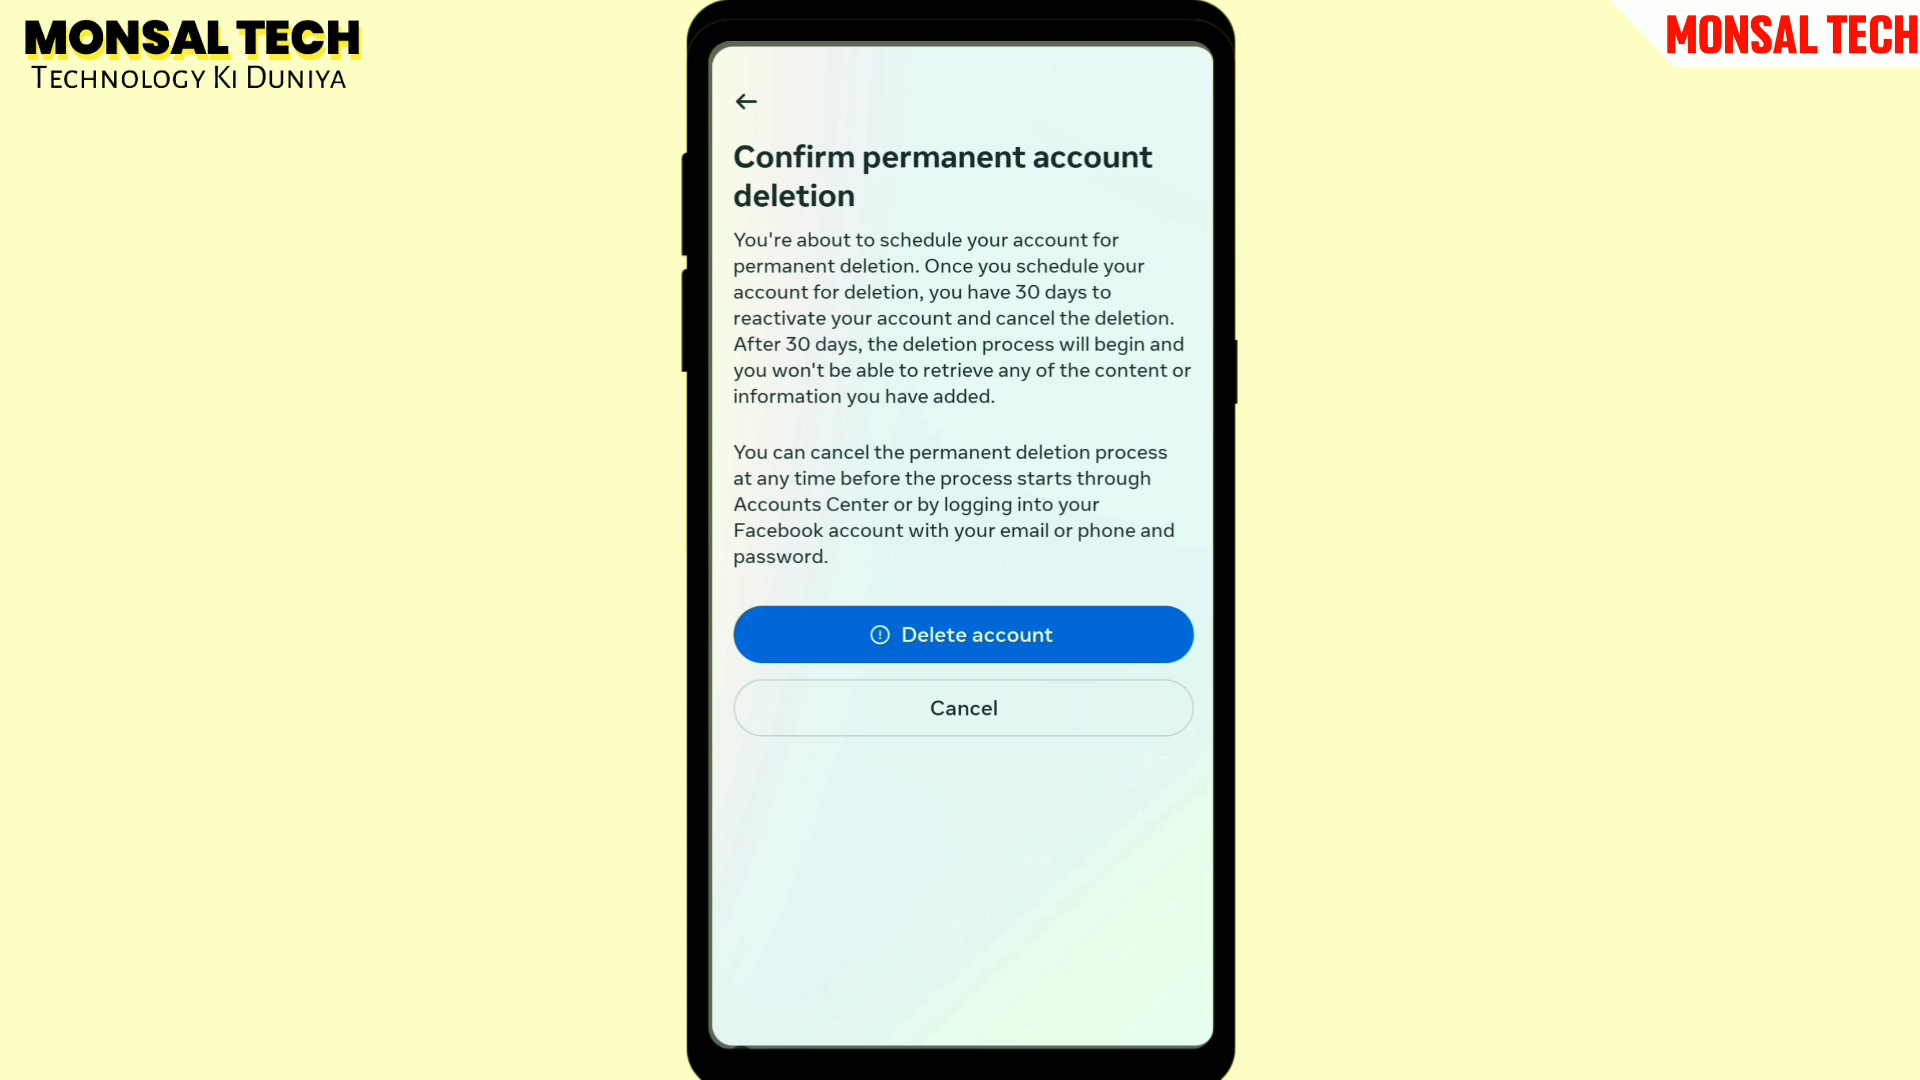 MONSAL TECH
TECHNOLOGY KI DUNIYA
MONSAL TECH
Confirm permanent account
deletion
You're about to schedule your account for
permanent deletion. Once you schedule your
account for deletion, you have 30 days to
reactivate your account and cancel the deletion.
After 30 days, the deletion process will begin and
you won't be able to retrieve any of the content or
information you have added.
You can cancel the permanent deletion process
at any time before the process starts through
Accounts Center or by logging into your
Facebook account with your email or phone and
password.
Delete account
Cancel